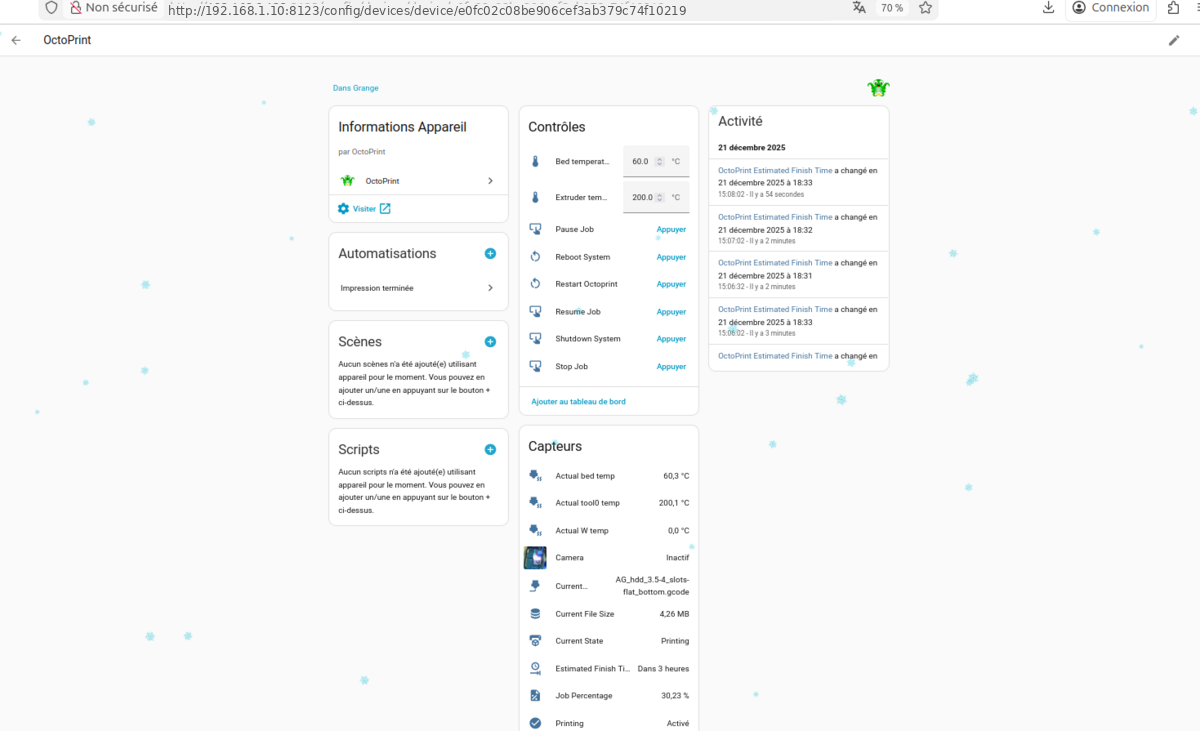 Non sécurisé
http://192.168.1.10:8123/config/devices/device/e0fc02c08be906cef3ab379c74f10219
70 %
Connexion
OctoPrint
Dans Grange
Informations Appareil
par OctoPrint
OctoPrint
Visiter
Automatisations
Impression terminée
Scènes
Aucun scènes n'a été ajouté(e) utilisant
appareil pour le moment. Vous pouvez en
ajouter un/une en appuyant sur le bouton +
ci-dessus.
Scripts
Aucun scripts n'a été ajouté(e) utilisant
appareil pour le moment. Vous pouvez en
ajouter un/une en appuyant sur le bouton +
ci-dessus.
Contrôles
Bed temperat... 60.0 °C
Extruder tem... 200.0 °C
Pause Job Appuyer
Reboot System Appuyer
Restart Octoprint Appuyer
Resume Job Appuyer
Shutdown System Appuyer
Stop Job Appuyer
Ajouter au tableau de bord
Capteurs
Actual bed temp 60,3 °C
Actual tool0 temp 200,1 °C
Actual W temp 0,0 °C
Camera Inactif
Current... AG_hdd_3.5-4_slots-
flat_bottom.gcode
Current File Size 4,26 MB
Current State Printing
Estimated Finish Ti... Dans 3 heures
Job Percentage 30,23 %
Printing Activé
Activité
21 décembre 2025
OctoPrint Estimated Finish Time a changé en
21 décembre 2025 à 18:33
15:08:02 - Il y a 54 secondes
OctoPrint Estimated Finish Time a changé en
21 décembre 2025 à 18:32
15:07:02 - Il y a 2 minutes
OctoPrint Estimated Finish Time a changé en
21 décembre 2025 à 18:31
15:06:32 - Il y a 2 minutes
OctoPrint Estimated Finish Time a changé en
21 décembre 2025 à 18:33
15:06:02 - Il y a 3 minutes
OctoPrint Estimated Finish Time a changé en